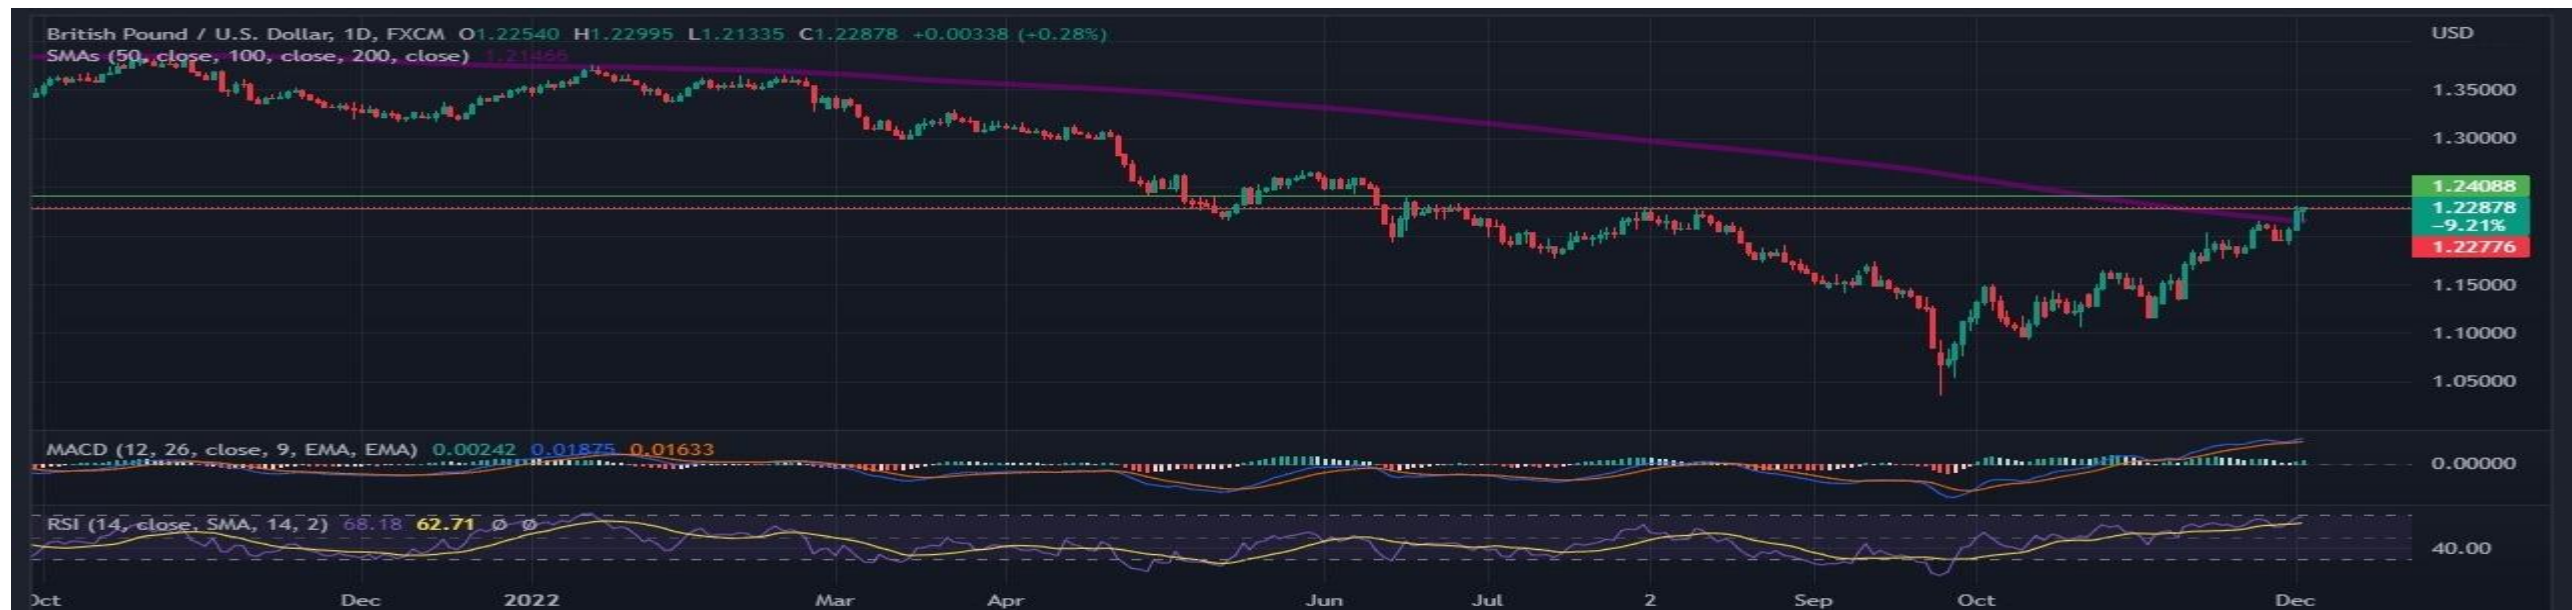 British Pound / U.S. Dollar, 1D, FXCM O1.22540 H1.22995 L1.21335 C1.22878 +0.00338 (+0.28%)
USD
SMAs (50, close, 100, close, 200, close) 1.21466
1.35000
1.30000
1.24088
1.22878
−9.21%
1.22776
1.15000
1.10000
1.05000
MACD (12, 26, close, 9, EMA, EMA) 0.00242 0.01875 0.01633
0.00000
RSI (14, close, SMA, 14, 2) 68.18 62.71 Ø Ø
40.00
Oct Dec 2022 Mar Apr Jun Jul 2 Sep Oct Dec